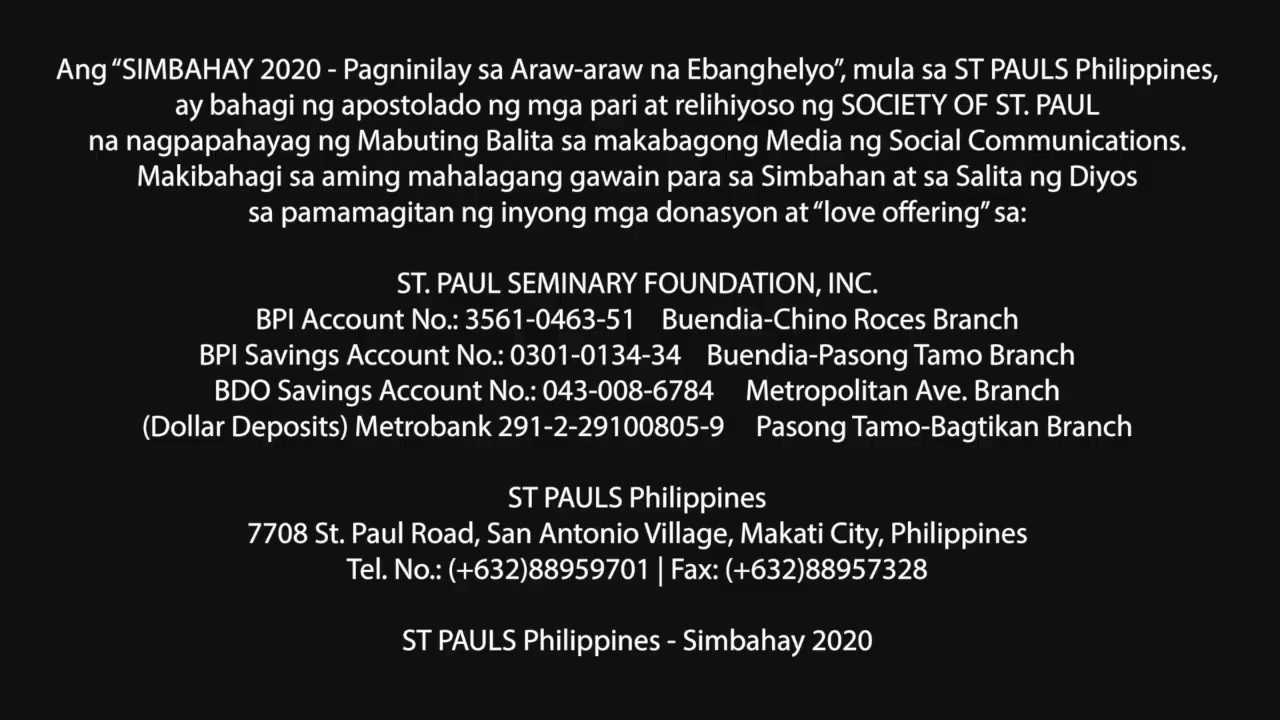 Ang “SIMBAHAY 2020 - Pagninilay sa Araw-araw na Ebanghelyo”, mula sa ST PAULS Philippines,
ay bahagi ng apostolado ng mga pari at relihiyoso ng SOCIETY OF ST. PAUL
na nagpapahayag ng Mabuting Balita sa makabagong Media ng Social Communications.
Makibahagi sa aming mahalagang gawain para sa Simbahan at sa Salita ng Diyos
sa pamamagitan ng inyong mga donasyon at “love offering” sa:
ST. PAUL SEMINARY FOUNDATION, INC.
BPI Account No.: 3561-0463-51 Buendia-Chino Roces Branch
BPI Savings Account No.: 0301-0134-34 Buendia-Pasong Tamo Branch
BDO Savings Account No.: 043-008-6784 Metropolitan Ave. Branch
(Dollar Deposits) Metrobank 291-2-29100805-9 Pasong Tamo-Bagtikan Branch
ST PAULS Philippines
7708 St. Paul Road, San Antonio Village, Makati City, Philippines
Tel. No.: (+632)88959701 | Fax: (+632)88957328
ST PAULS Philippines - Simbahay 2020